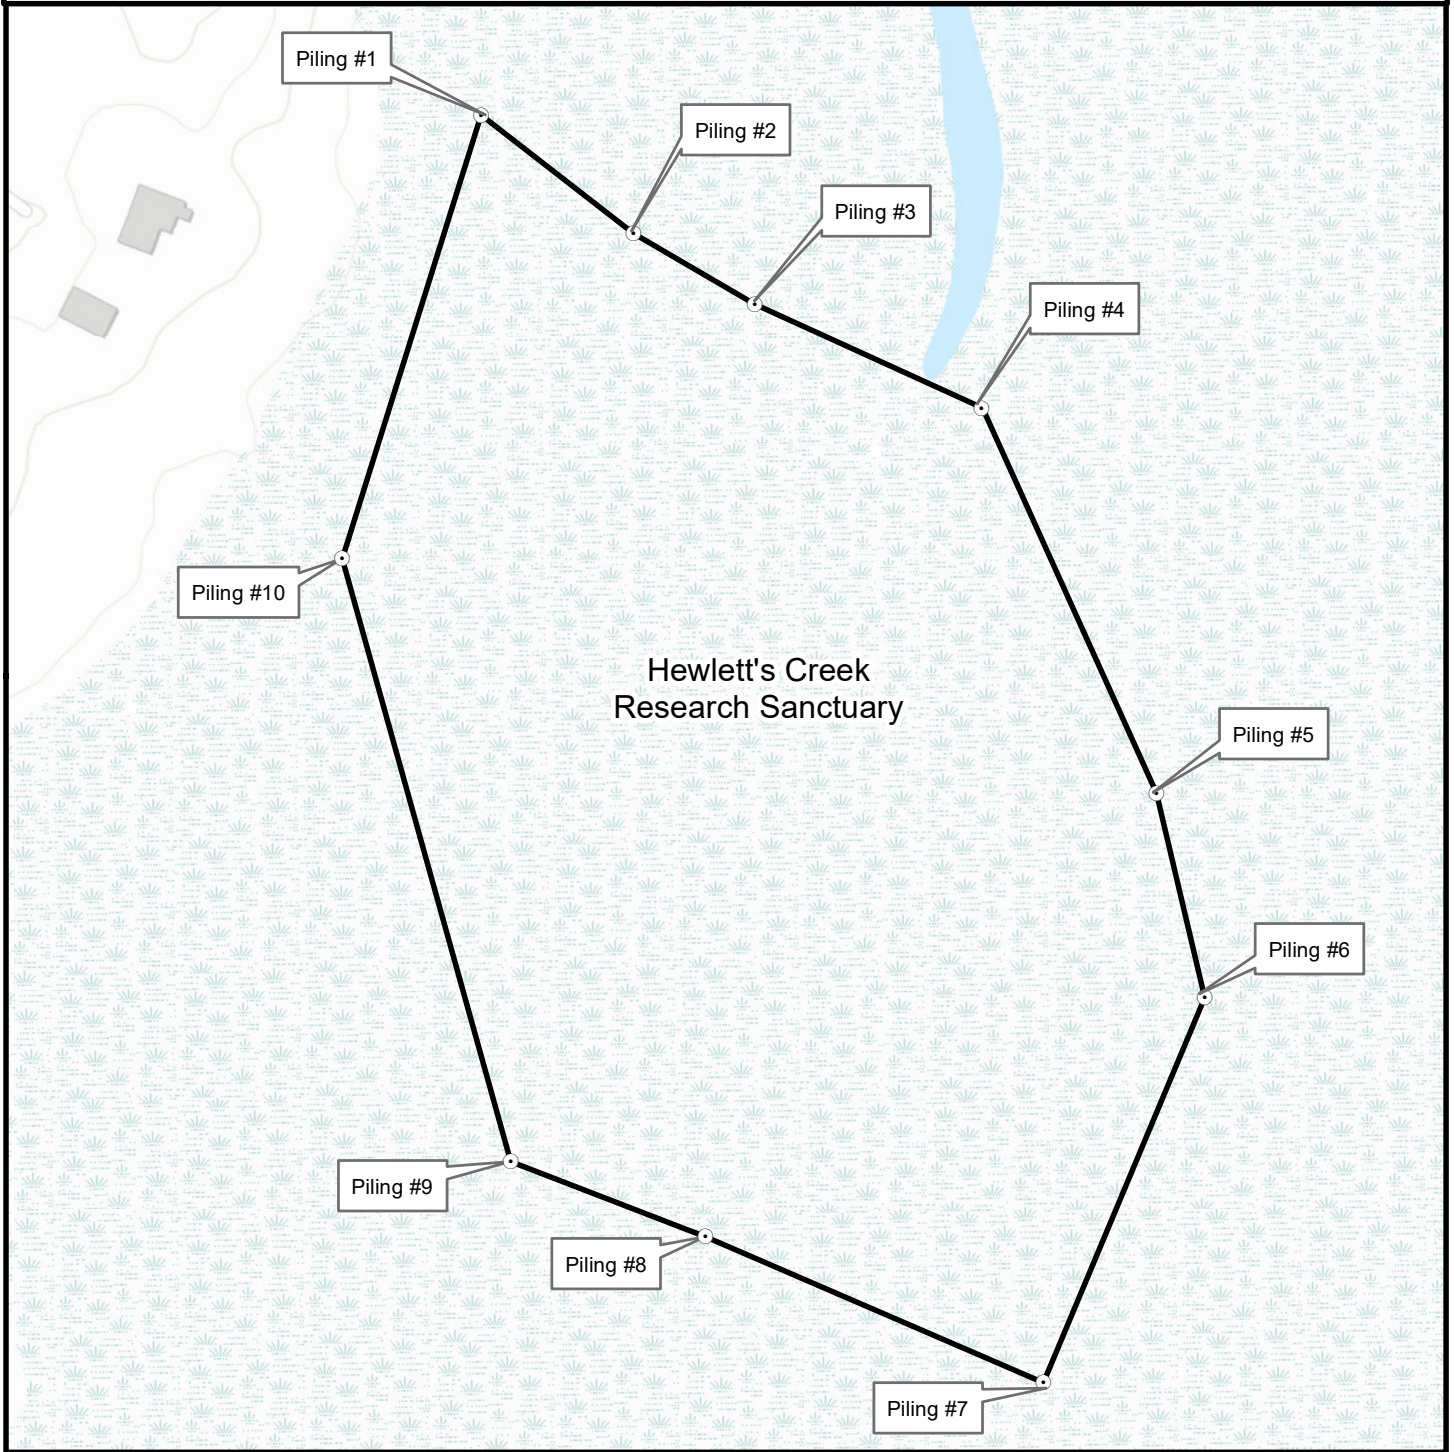 Piling #1
Piling #2
Piling #3
Piling #4
Piling #10
Hewlett's Creek
Research Sanctuary
Piling #5
Piling #6
Piling #9
Piling #8
Piling #7